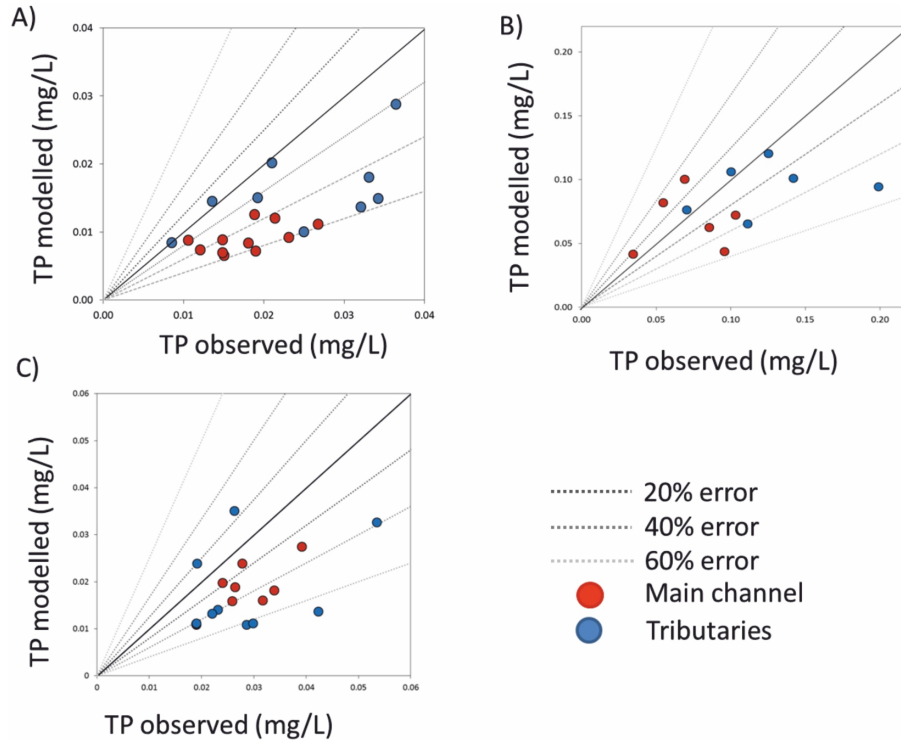 A)
TP modelled (mg/L)
0.04
0.03
0.02
0.01
0.00
0.00 0.01 0.02 0.03 0.04
TP observed (mg/L)
B)
TP modelled (mg/L)
0.20
0.15
0.10
0.05
0.00
0.00 0.05 0.10 0.15 0.20
TP observed (mg/L)
C)
TP modelled (mg/L)
0.06
0.05
0.04
0.03
0.02
0.01
0
0 0.01 0.02 0.03 0.04 0.05 0.06
TP observed (mg/L)
20% error
40% error
60% error
Main channel
Tributaries